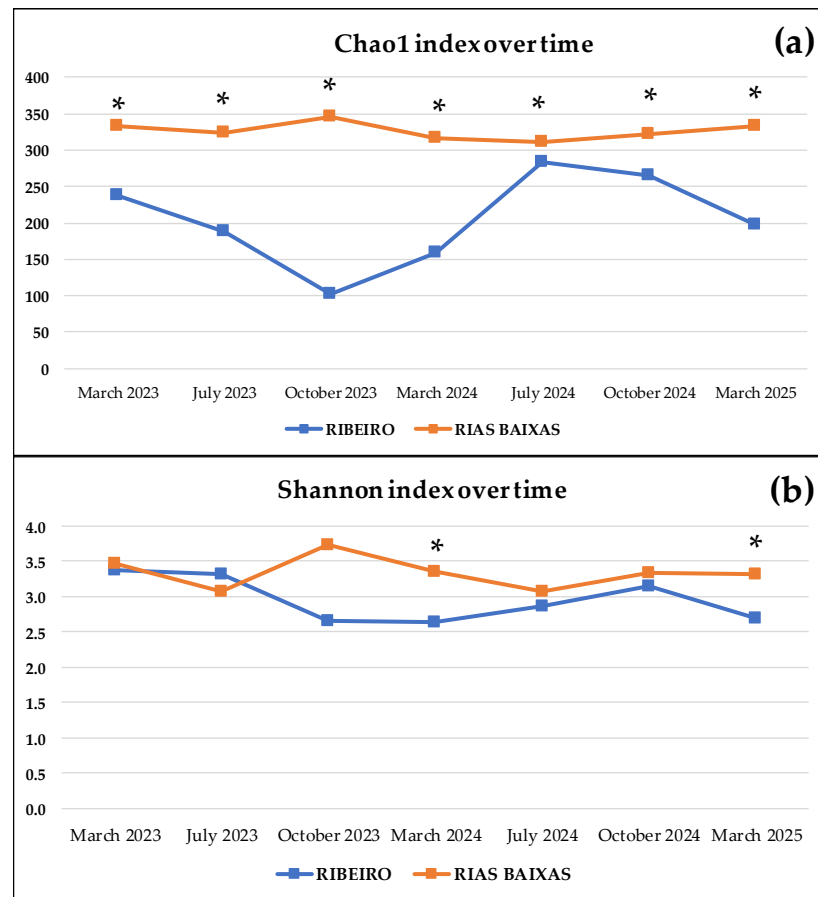 Chao1 index over time
(a)
400
350
300
250
200
150
100
50
0
* * * * * * *
March 2023 July 2023 October 2023 March 2024 July 2024 October 2024 March 2025
RIBEIRO RIAS BAIXAS
Shannon index over time
(b)
4.0
3.5
3.0
2.5
2.0
1.5
1.0
0.5
0.0
* *
March 2023 July 2023 October 2023 March 2024 July 2024 October 2024 March 2025
RIBEIRO RIAS BAIXAS